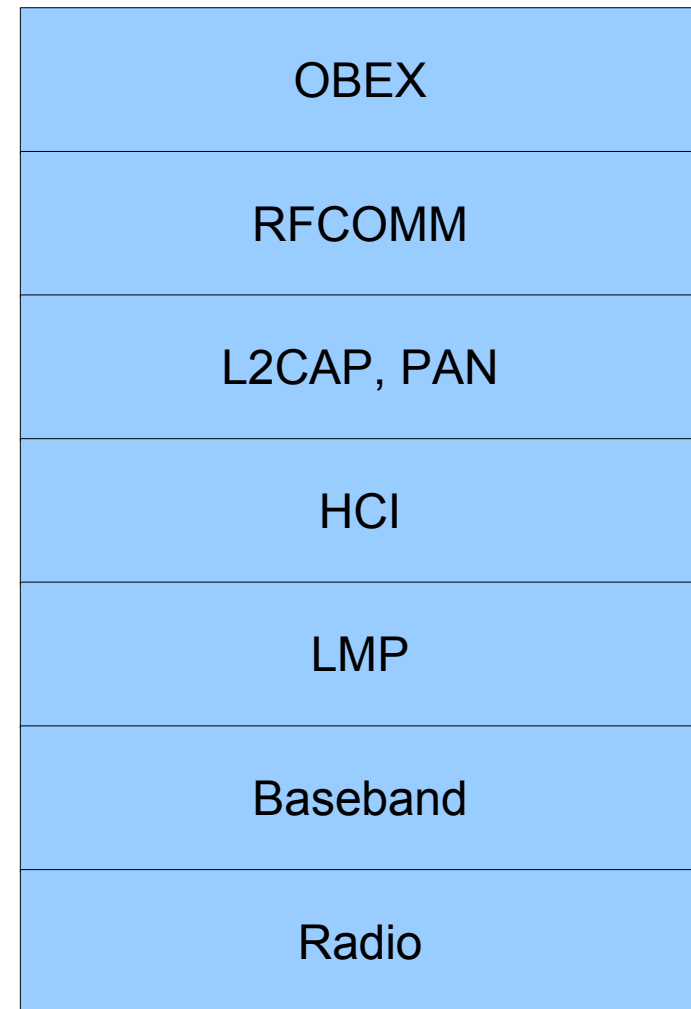 OBEX
RFCOMM
L2CAP, PAN
HCI
LMP
Baseband
Radio